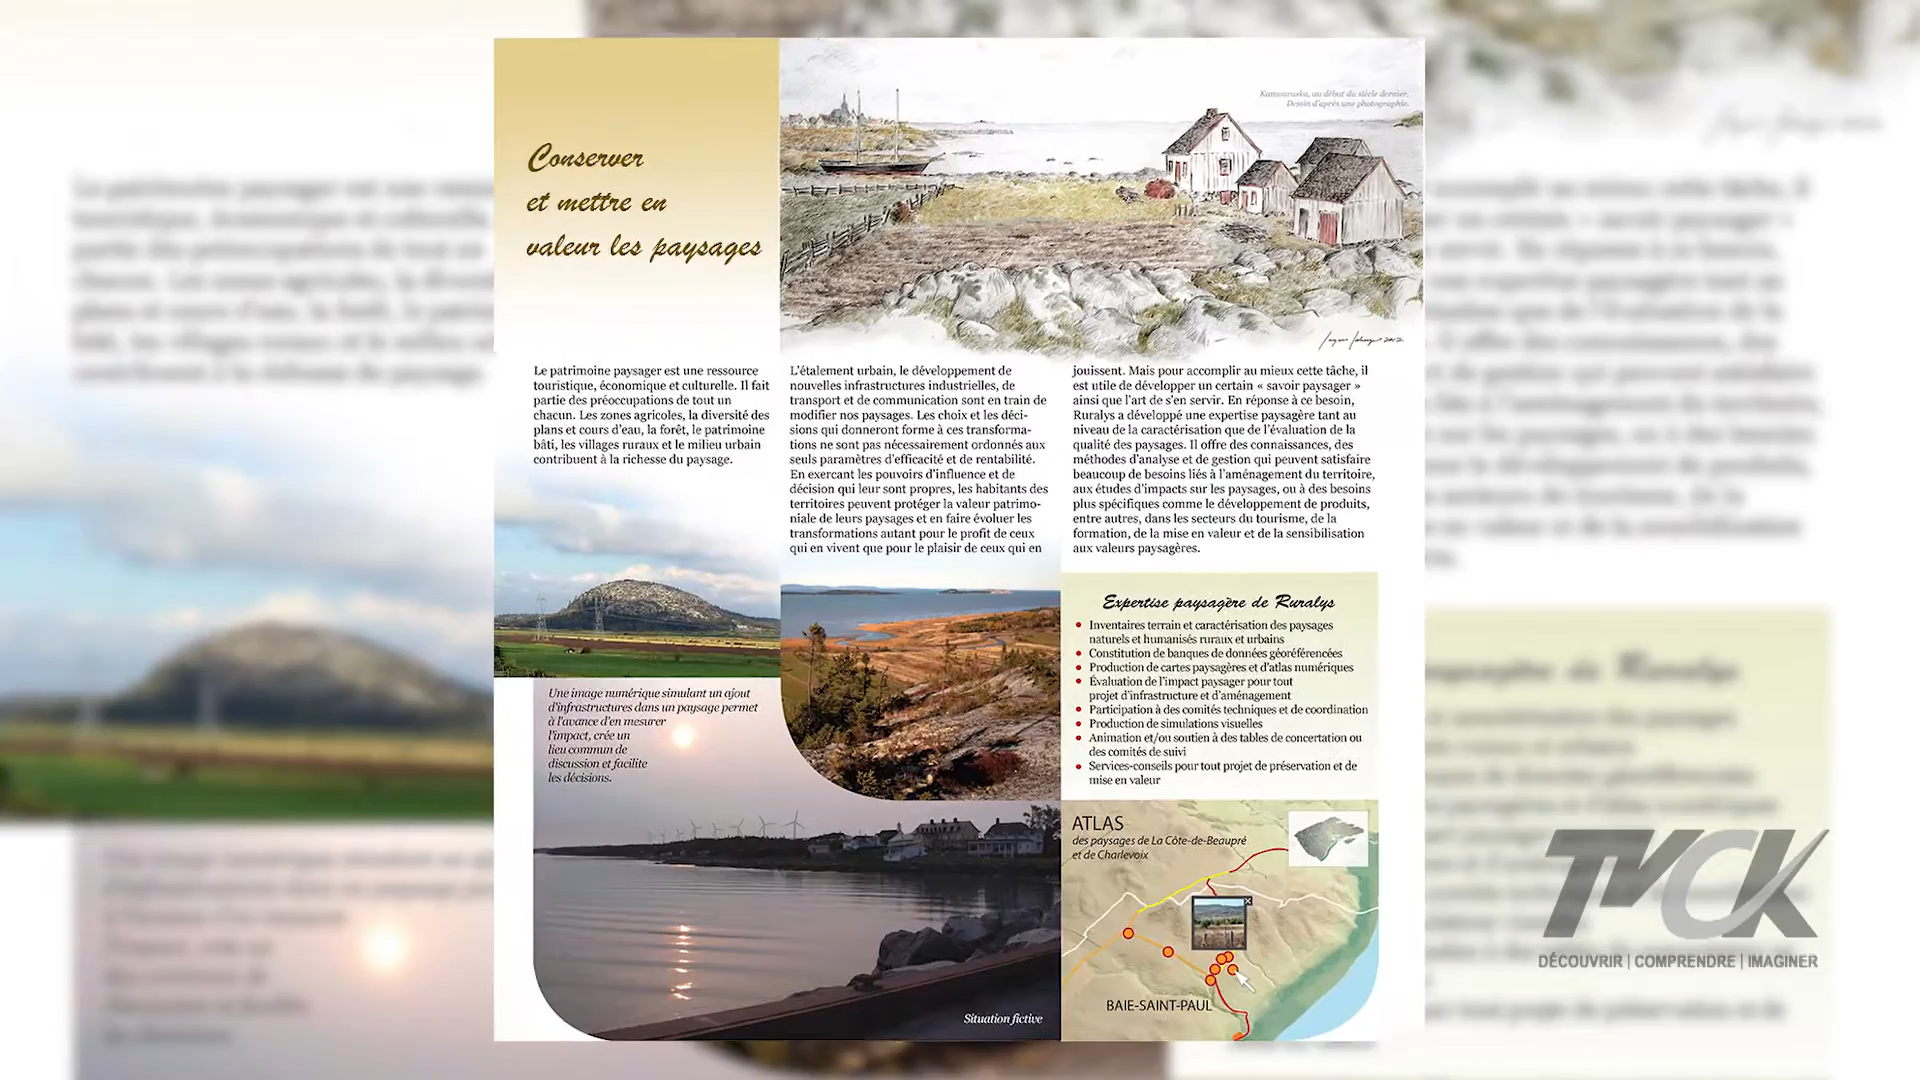 Conserver
et mettre en
valeur les paysages
Kamouraska, au début du siècle dernier.
Dessin d'après une photographie.
Le patrimoine paysager est une ressource
touristique, économique et culturelle. Il fait
partie des préoccupations de tout un
chacun. Les zones agricoles, la diversité des
plans et cours d'eau, la forêt, le patrimoine
bâti, les villages ruraux et le milieu urbain
contribuent à la richesse du paysage.
L'étalement urbain, le développement de
nouvelles infrastructures industrielles, de
transport et de communication sont en train de
modifier nos paysages. Les choix et les déci-
sions qui donneront forme à ces transforma-
tions ne sont pas nécessairement ordonnés aux
seuls paramètres d'efficacité et de rentabilité.
En exercant les pouvoirs d'influence et de
décision qui leur sont propres, les habitants des
territoires peuvent protéger la valeur patrimo-
niale de leurs paysages et en faire évoluer les
transformations autant pour le profit de ceux
qui en vivent que pour le plaisir de ceux qui en
jouissent. Mais pour accomplir au mieux cette tâche, il
est utile de développer un certain « savoir paysager »
ainsi que l'art de s'en servir. En réponse à ce besoin,
Ruralys a développé une expertise paysagère tant au
niveau de la caractérisation que de l'évaluation de la
qualité des paysages. Il offre des connaissances, des
méthodes d'analyse et de gestion qui peuvent satisfaire
beaucoup de besoins liés à l'aménagement du territoire,
aux études d'impacts sur les paysages, ou à des besoins
plus spécifiques comme le développement de produits,
entre autres, dans les secteurs du tourisme, de la
formation, de la mise en valeur et de la sensibilisation
aux valeurs paysagères.
Une image numérique simulant un ajout
d'infrastructures dans un paysage permet
à l'avance d'en mesurer
l'impact, crée un
lieu commun de
discussion et facilite
les décisions.
Situation fictive
Expertise paysagère de Ruralys
Inventaires terrain et caractérisation des paysages
naturels et humanisés ruraux et urbains
Constitution de banques de données géoréférencées
Production de cartes paysagères et d'atlas numériques
Évaluation de l'impact paysager pour tout
projet d'infrastructure et d'aménagement
Participation à des comités techniques et de coordination
Production de simulations visuelles
Animation et/ou soutien à des tables de concertation ou
des comités de suivi
Services-conseils pour tout projet de préservation et de
mise en valeur
ATLAS
des paysages de La Côte-de-Beaupré
et de Charlevoix
BAIE-SAINT-PAUL
TVCK
DÉCOUVRIR | COMPRENDRE | IMAGINER